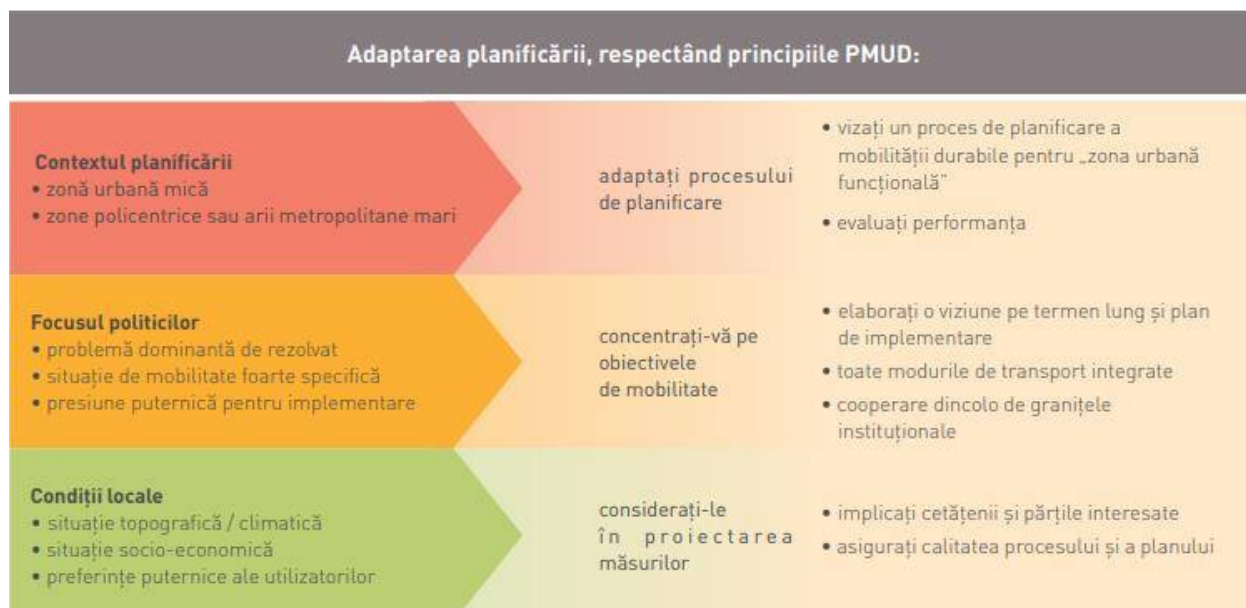 Adaptarea planificării, respectând principiile PMUD:
Contextul planificării
• zonă urbană mică
• zone policentrice sau arii metropolitane mari
adaptați procesului
de planificare
• vizați un proces de planificare a
mobilității durabile pentru „zona urbană
funcțională”
• evaluați performanța
Focusul politicilor
• problemă dominantă de rezolvat
• situație de mobilitate foarte specifică
• presiune puternică pentru implementare
concentrați-vă pe
obiectivele
de mobilitate
• elaborați o viziune pe termen lung și plan
de implementare
• toate modurile de transport integrate
• cooperare dincolo de granițele
instituționale
Condiții locale
• situație topografică / climatică
• situație socio-economică
• preferințe puternice ale utilizatorilor
considerați-le
în proiectarea
măsurilor
• implicați cetățenii și părțile interesate
• asigurați calitatea procesului și a planului